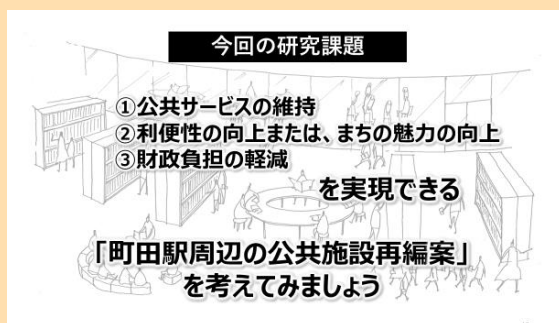 今回の研究課題
①公共サービスの維持
②利便性の向上または、まちの魅力の向上
③財政負担の軽減
を実現できる
「町田駅周辺の公共施設再編案」
を考えてみましょう